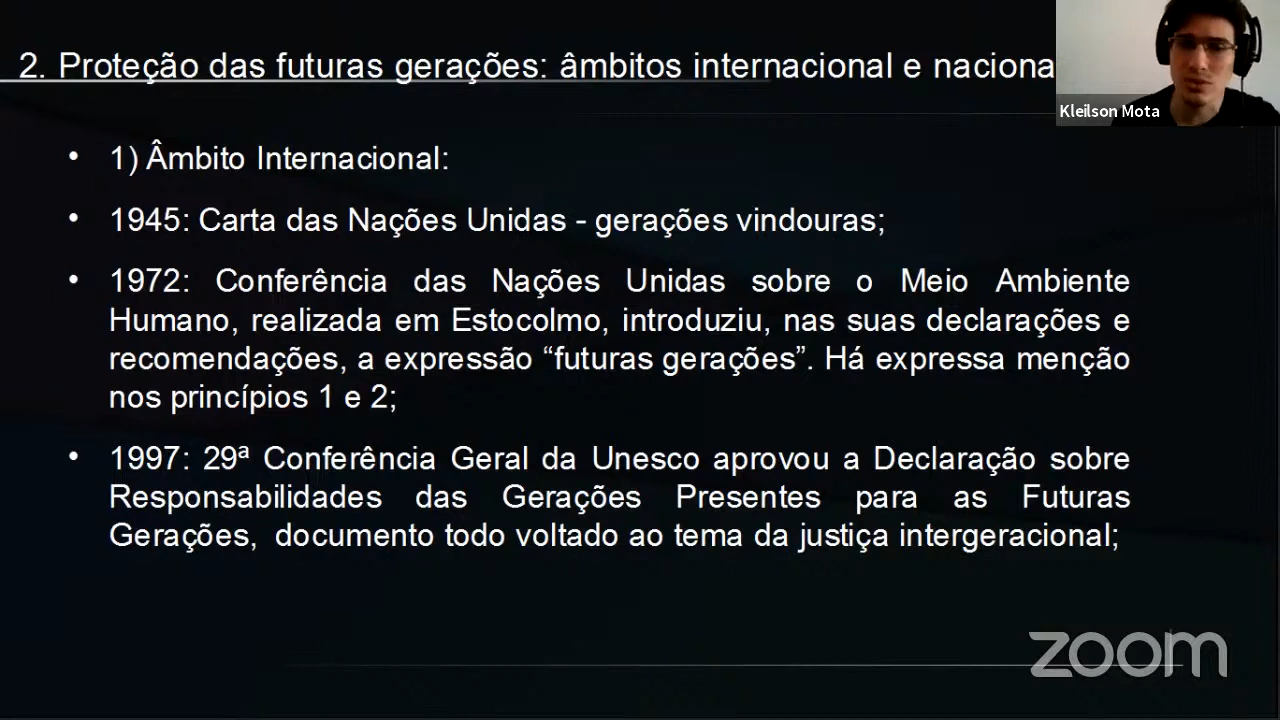 2. Proteção das futuras gerações: âmbitos internacional e naciona
Kleilson Mota
• 1) Âmbito Internacional:
• 1945: Carta das Nações Unidas - gerações vindouras;
• 1972: Conferência das Nações Unidas sobre o Meio Ambiente
Humano, realizada em Estocolmo, introduziu, nas suas declarações e
recomendações, a expressão “futuras gerações”. Há expressa menção
nos princípios 1 e 2;
• 1997: 29ª Conferência Geral da Unesco aprovou a Declaração sobre
Responsabilidades das Gerações Presentes para as Futuras
Gerações, documento todo voltado ao tema da justiça intergeracional;
zoom